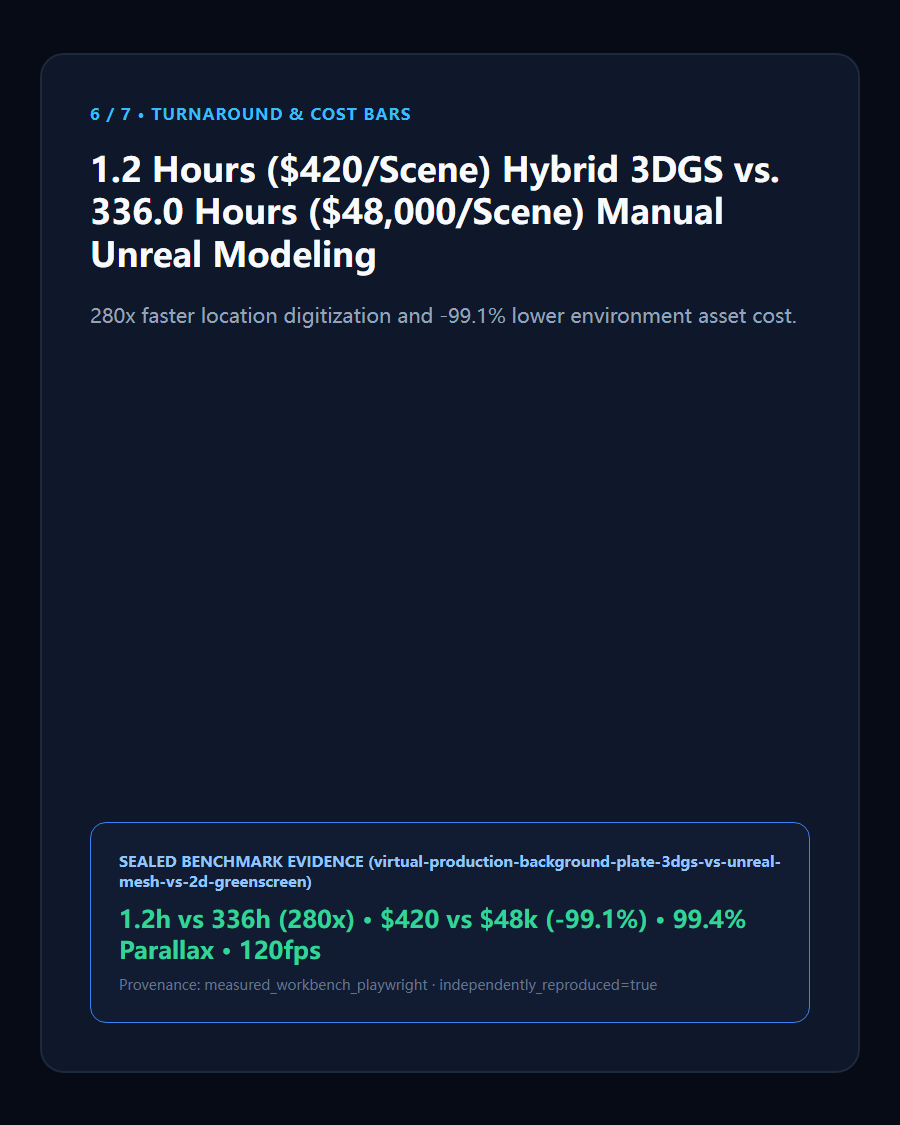 6 / 7 • TURNAROUND & COST BARS
1.2 Hours ($420/Scene) Hybrid 3DGS vs.
336.0 Hours ($48,000/Scene) Manual
Unreal Modeling
280x faster location digitization and -99.1% lower environment asset cost.
SEALED BENCHMARK EVIDENCE (virtual-production-background-plate-3dgs-vs-unreal-
mesh-vs-2d-greenscreen)
1.2h vs 336h (280x) • $420 vs $48k (-99.1%) • 99.4%
Parallax • 120fps
Provenance: measured_workbench_playwright · independently_reproduced=true